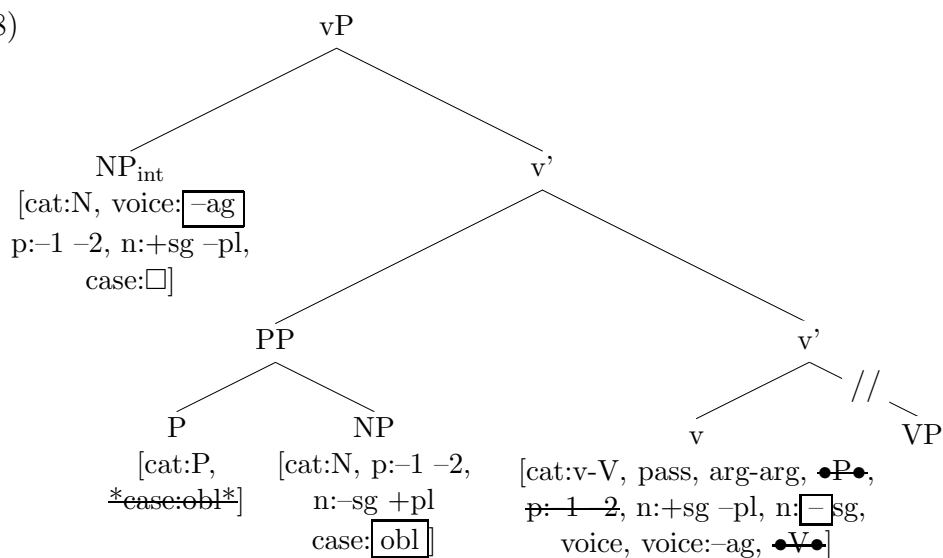 8)
vP
NP_int
[cat:N, voice: –ag
p:–1 –2, n:+sg –pl,
case:□]
v'
PP
v'
//
P
[cat:P,
*case:obl*]
NP
[cat:N, p:–1 –2,
n:–sg +pl
case: obl ]
v
[cat:v-V, pass, arg-arg, ●P●,
p:–1–2, n:+sg –pl, n: – sg,
voice, voice:–ag, ●V●]
VP